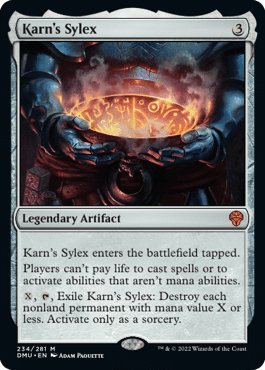 Karn's Sylex 3
Legendary Artifact
Karn's Sylex enters the battlefield tapped.
Players can't pay life to cast spells or to
activate abilities that aren't mana abilities.
X, , Exile Karn's Sylex: Destroy each
nonland permanent with mana value X or
less. Activate only as a sorcery.
234/281 M
DMU • EN Adam Paquette
™ & © 2022 Wizards of the Coast